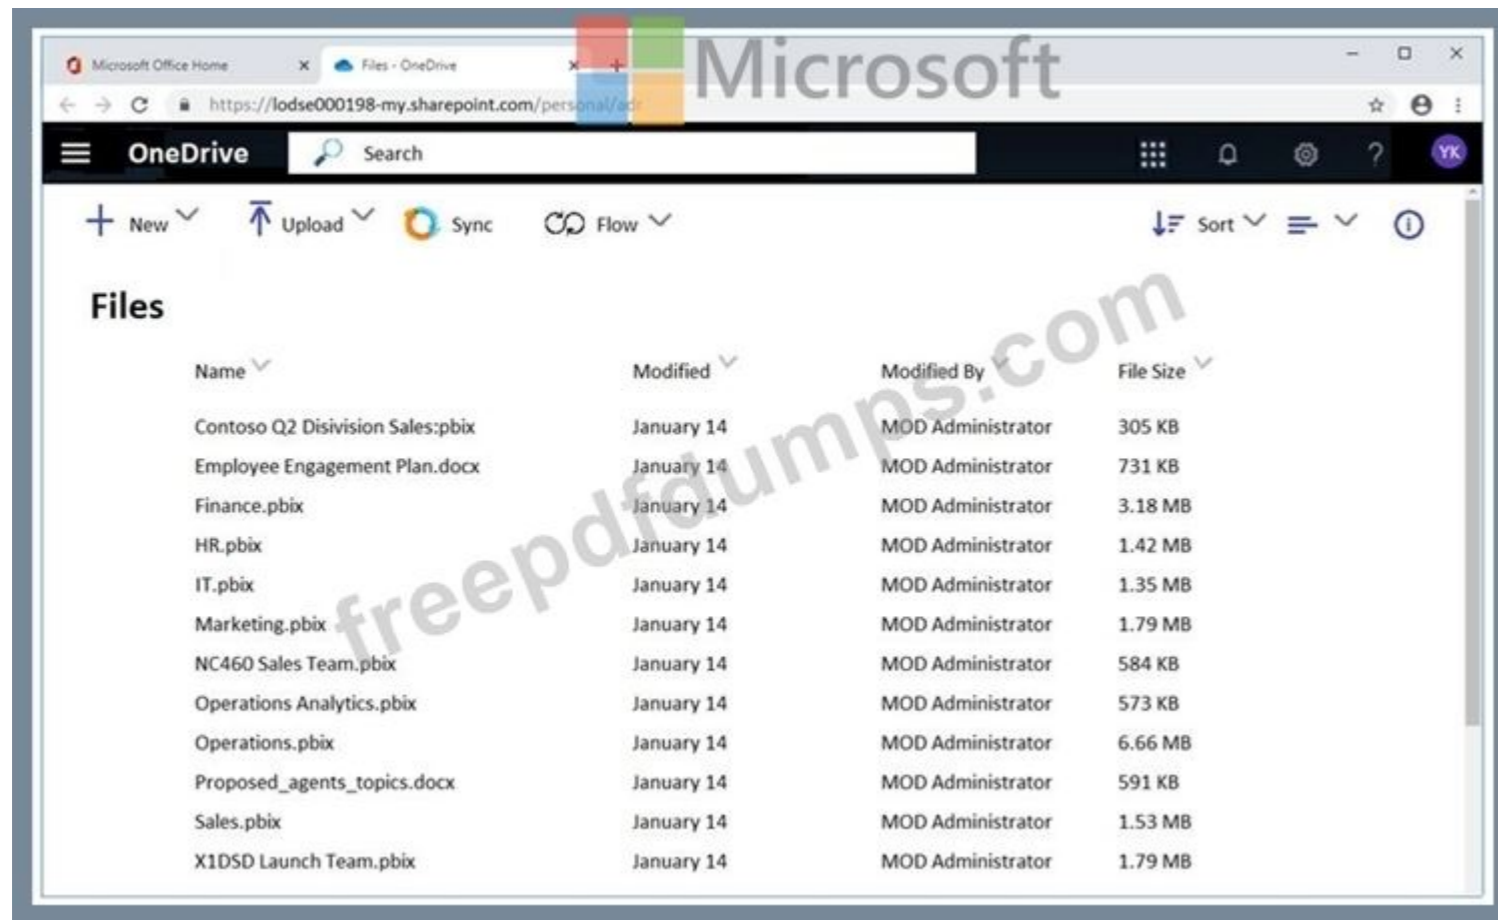 Microsoft
Microsoft Office Home
Files - OneDrive
https://lodse000198-my.sharepoint.com/personal/adr
OneDrive
Search
YK
New
Upload
Sync
Flow
Sort
Files
Name Modified Modified By File Size
Contoso Q2 Disivision Sales:pbix January 14 MOD Administrator 305 KB
Employee Engagement Plan.docx January 14 MOD Administrator 731 KB
Finance.pbix January 14 MOD Administrator 3.18 MB
HR.pbix January 14 MOD Administrator 1.42 MB
IT.pbix January 14 MOD Administrator 1.35 MB
Marketing.pbix January 14 MOD Administrator 1.79 MB
NC460 Sales Team.pbix January 14 MOD Administrator 584 KB
Operations Analytics.pbix January 14 MOD Administrator 573 KB
Operations.pbix January 14 MOD Administrator 6.66 MB
Proposed_agents_topics.docx January 14 MOD Administrator 591 KB
Sales.pbix January 14 MOD Administrator 1.53 MB
X1DSD Launch Team.pbix January 14 MOD Administrator 1.79 MB
freepdfdumps.com